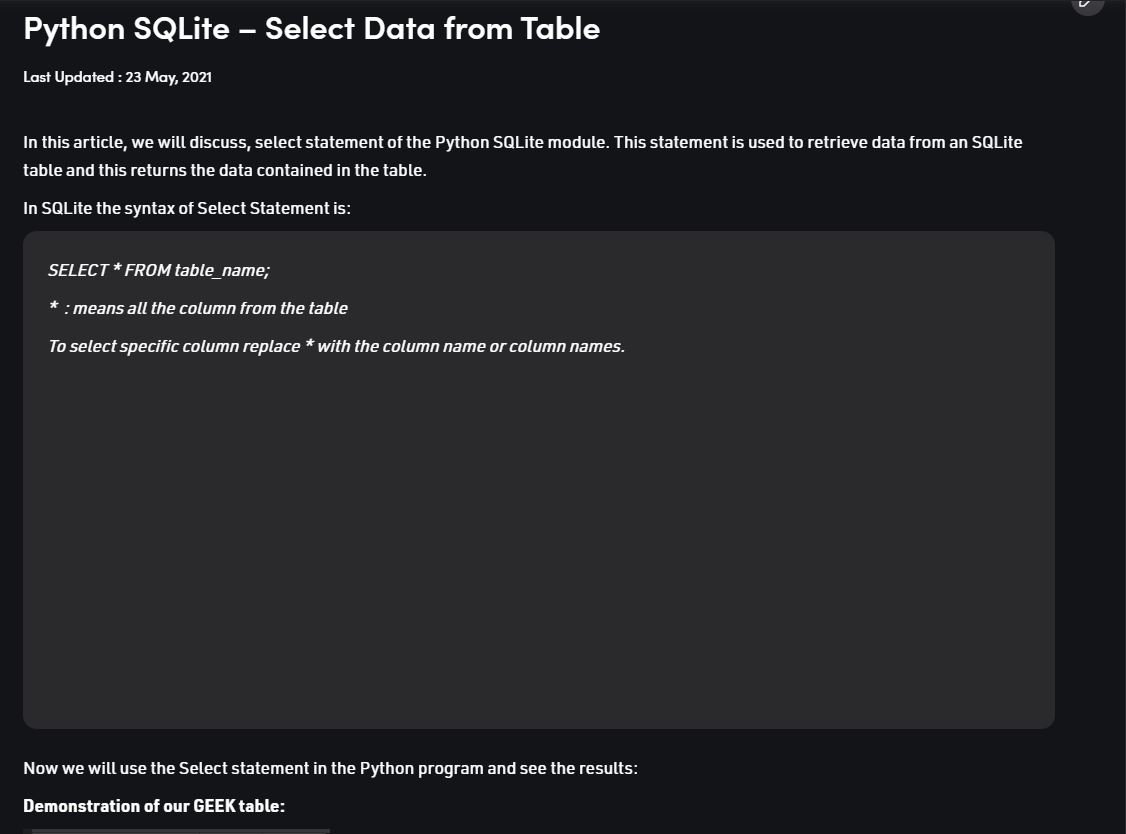 Python SQLite – Select Data from Table
Last Updated : 23 May, 2021
In this article, we will discuss, select statement of the Python SQLite module. This statement is used to retrieve data from an SQLite
table and this returns the data contained in the table.
In SQLite the syntax of Select Statement is:
SELECT * FROM table_name;
*  : means all the column from the table
To select specific column replace * with the column name or column names.
Now we will use the Select statement in the Python program and see the results:
Demonstration of our GEEK table: